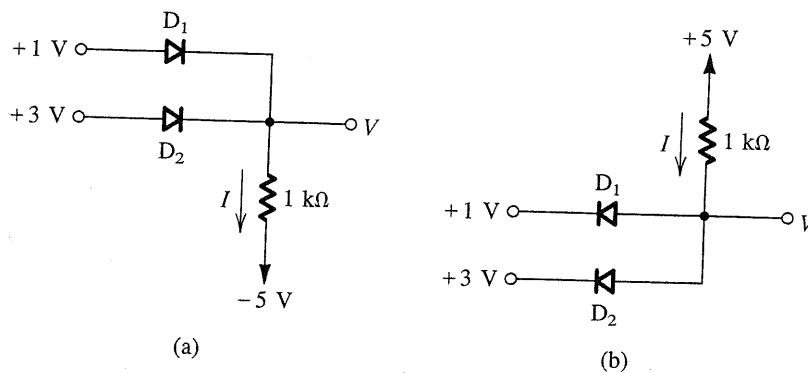 D₁
+1 V
+3 V
V
D₂
I
1 kΩ
−5 V
(a)
+5 V
I
1 kΩ
D₁
+1 V
V
+3 V
D₂
(b)